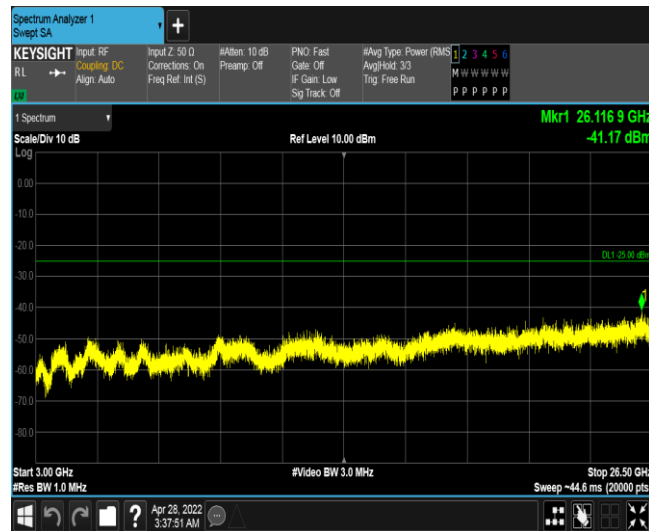 Spectrum Analyzer 1
Swept SA
+
KEYSIGHT
RL
LXI
Input: RF
Coupling: DC
Align: Auto
Input Z: 50 Ω
Corrections: On
Freq Ref: Int (S)
#Atten: 10 dB
Preamp: Off
PNO: Fast
Gate: Off
IF Gain: Low
Sig Track: Off
#Avg Type: Power (RMS
Avg|Hold: 3/3
Trig: Free Run
1 2 3 4 5 6
M W W W W W
P P P P P P
1 Spectrum
Scale/Div 10 dB
Ref Level 10.00 dBm
Mkr1 26.116 9 GHz
-41.17 dBm
Log
0.00
-10.0
-20.0
DL1 -25.00 dBm
-30.0
1
-40.0
-50.0
-60.0
-70.0
-80.0
Start 3.00 GHz
#Video BW 3.0 MHz
Stop 26.50 GHz
#Res BW 1.0 MHz
Sweep ~44.6 ms (20000 pts
?
Apr 28, 2022
3:37:51 AM